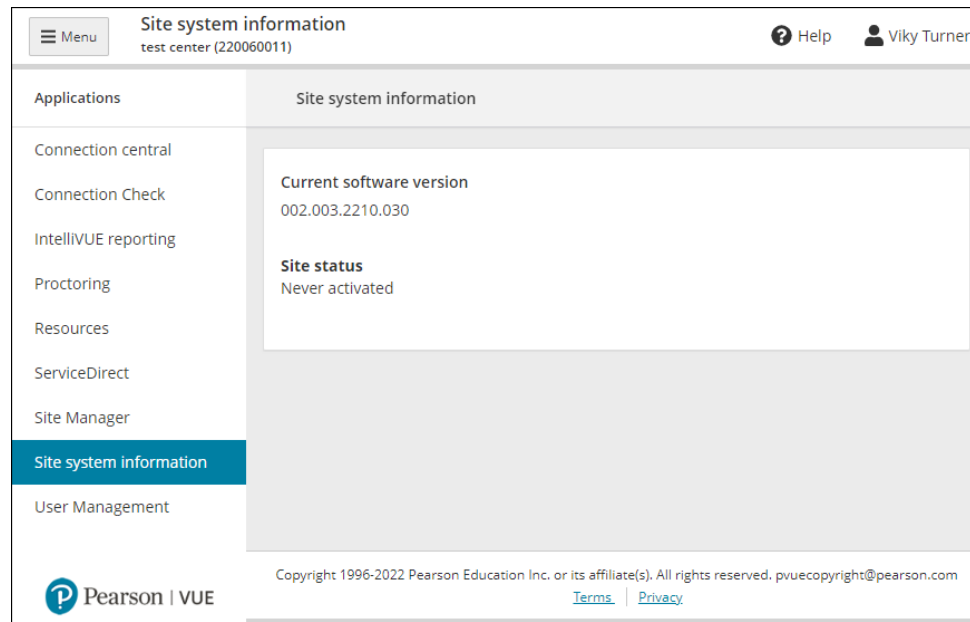 Menu
Site system information
test center (220060011)
Help
Viky Turner
Applications
Site system information
Connection central
Connection Check
IntelliVUE reporting
Proctoring
Resources
ServiceDirect
Site Manager
Site system information
User Management
Current software version
002.003.2210.030
Site status
Never activated
Pearson | VUE
Copyright 1996-2022 Pearson Education Inc. or its affiliate(s). All rights reserved. pvuecopyright@pearson.com
Terms | Privacy